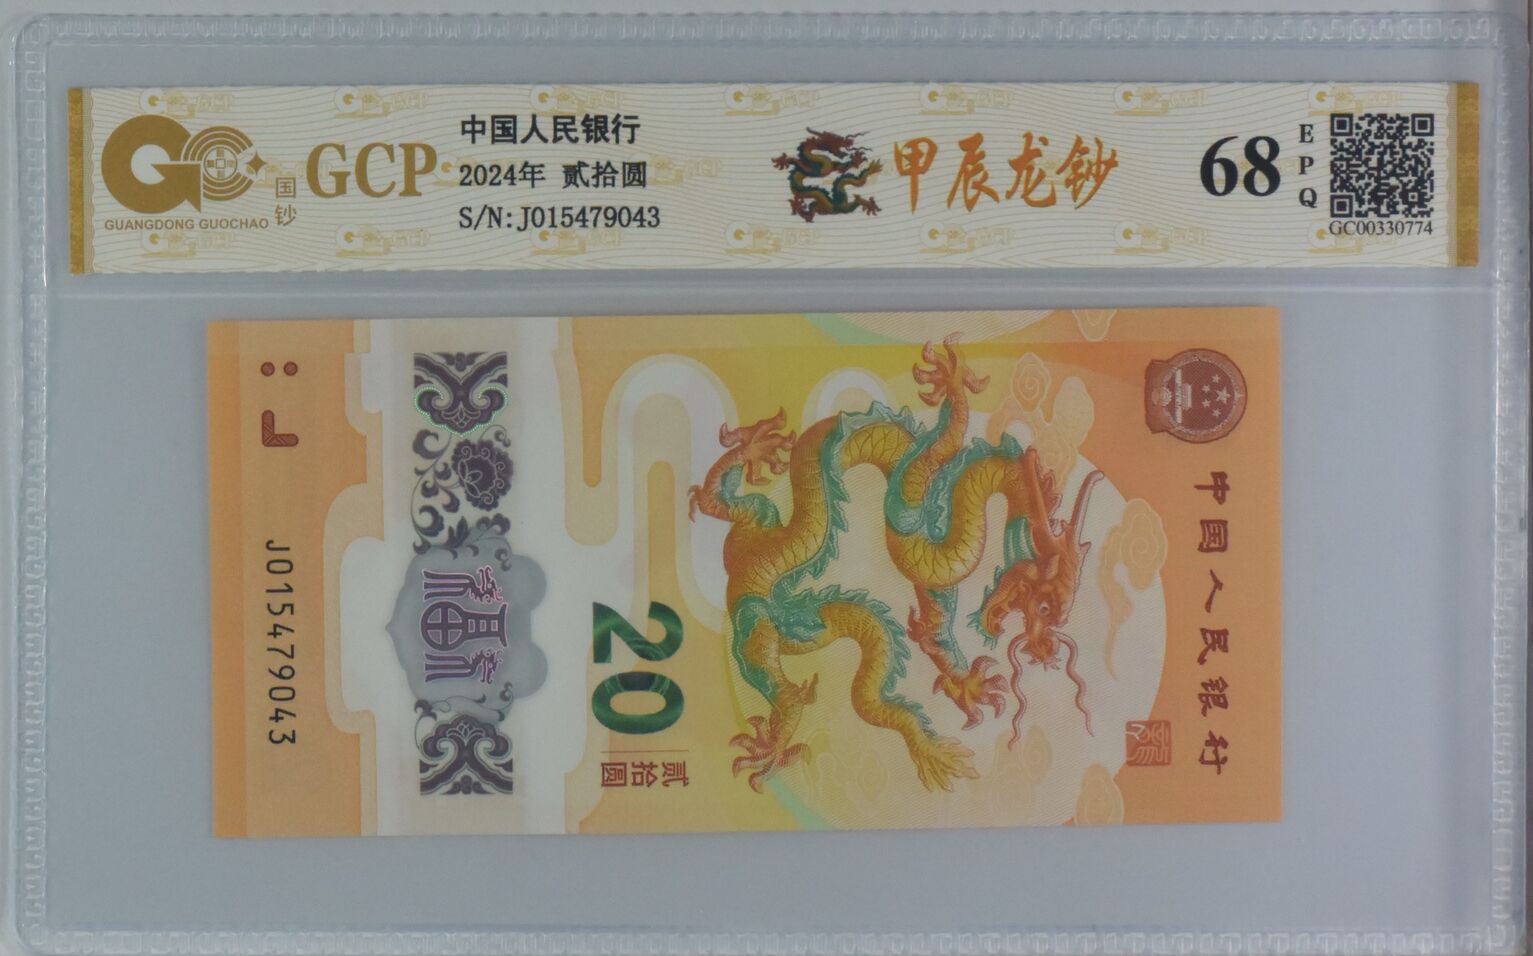 GCP
GUANGDONG GUOCHAO
国钞
中国人民银行
2024年 贰拾圆
S/N:J015479043
甲辰龙钞
68
EPQ
GC00330774
中国人民银行
20
贰拾圆
福
J015479043